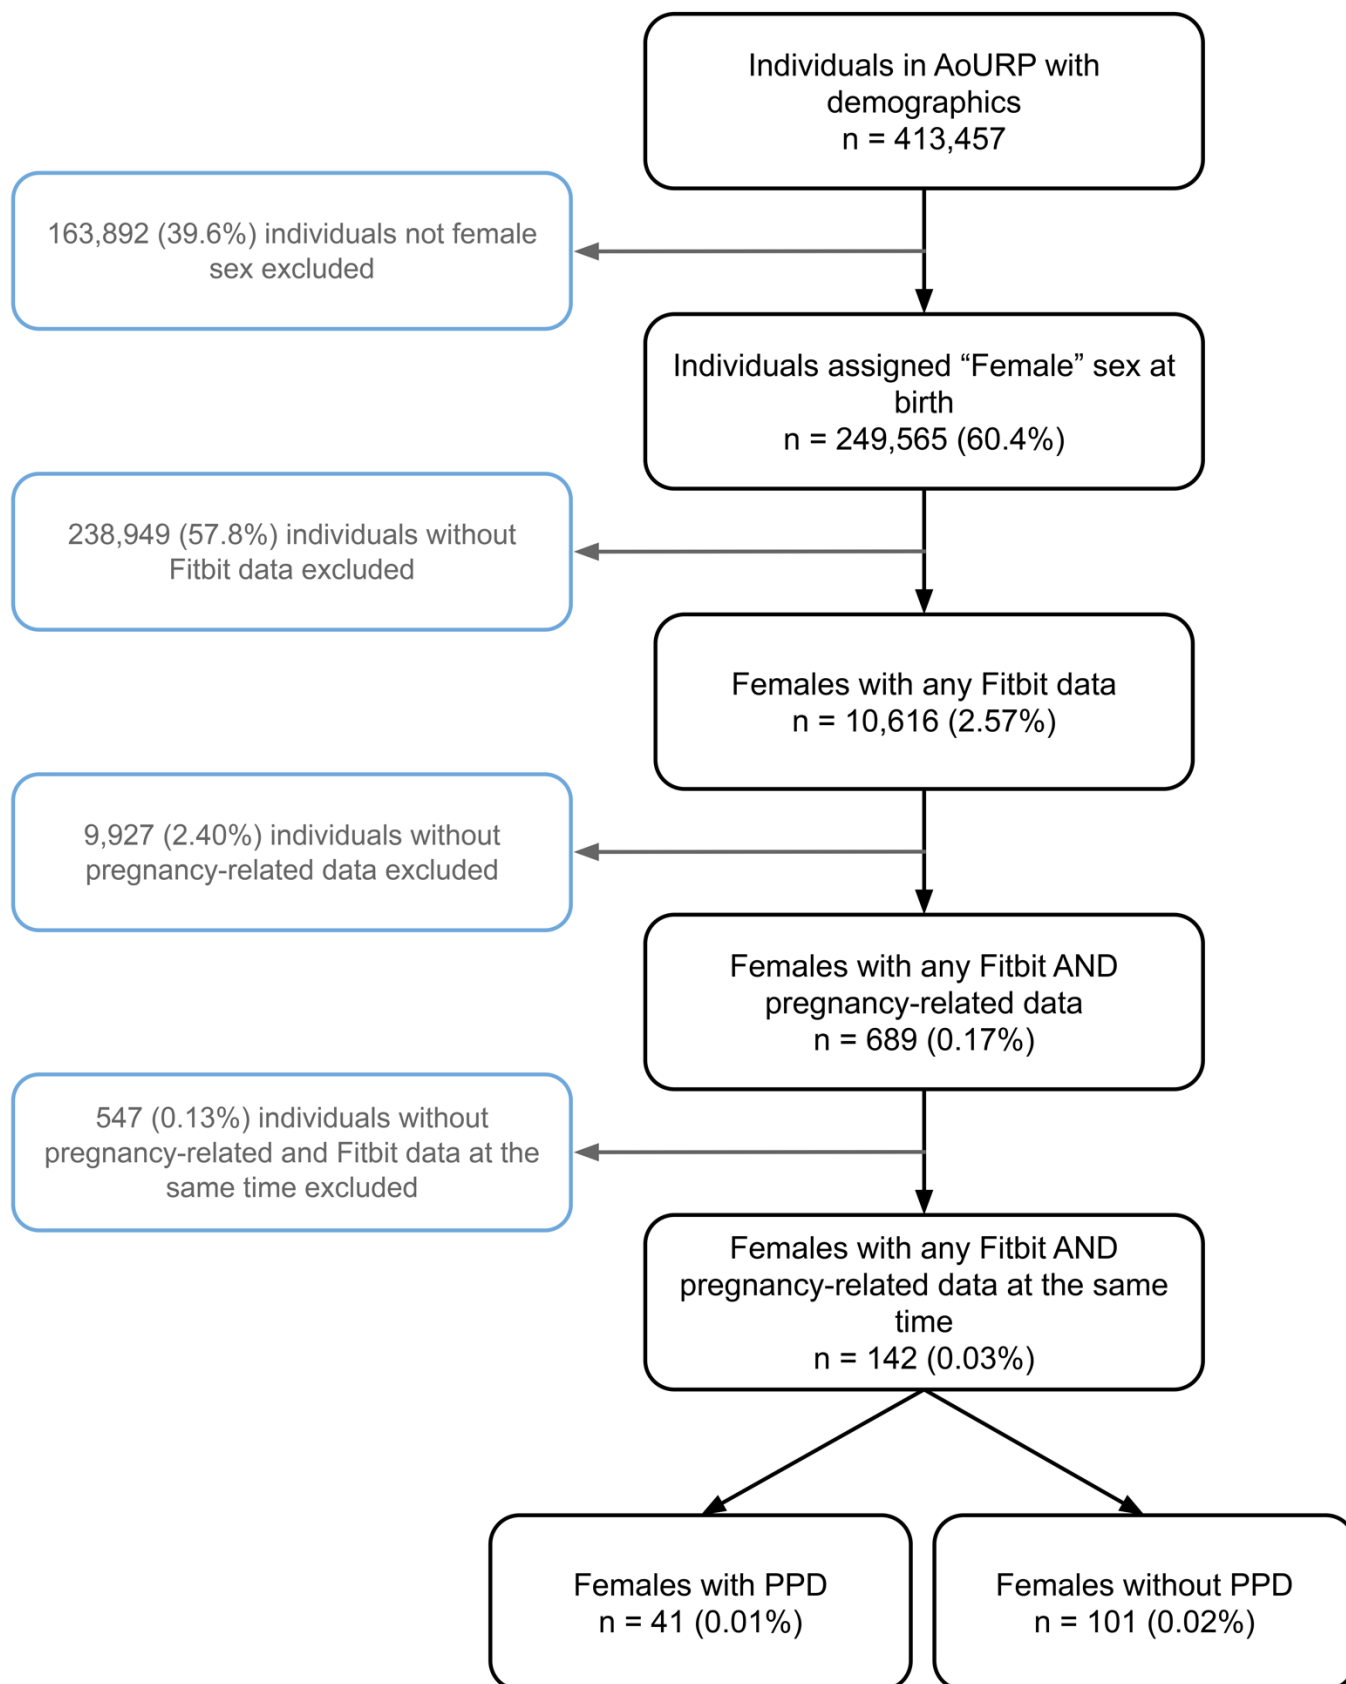 Individuals in AoURP with
demographics
n = 413,457
163,892 (39.6%) individuals not female
sex excluded
Individuals assigned “Female” sex at
birth
n = 249,565 (60.4%)
238,949 (57.8%) individuals without
Fitbit data excluded
Females with any Fitbit data
n = 10,616 (2.57%)
9,927 (2.40%) individuals without
pregnancy-related data excluded
Females with any Fitbit AND
pregnancy-related data
n = 689 (0.17%)
547 (0.13%) individuals without
pregnancy-related and Fitbit data at the
same time excluded
Females with any Fitbit AND
pregnancy-related data at the same
time
n = 142 (0.03%)
Females with PPD
n = 41 (0.01%)
Females without PPD
n = 101 (0.02%)